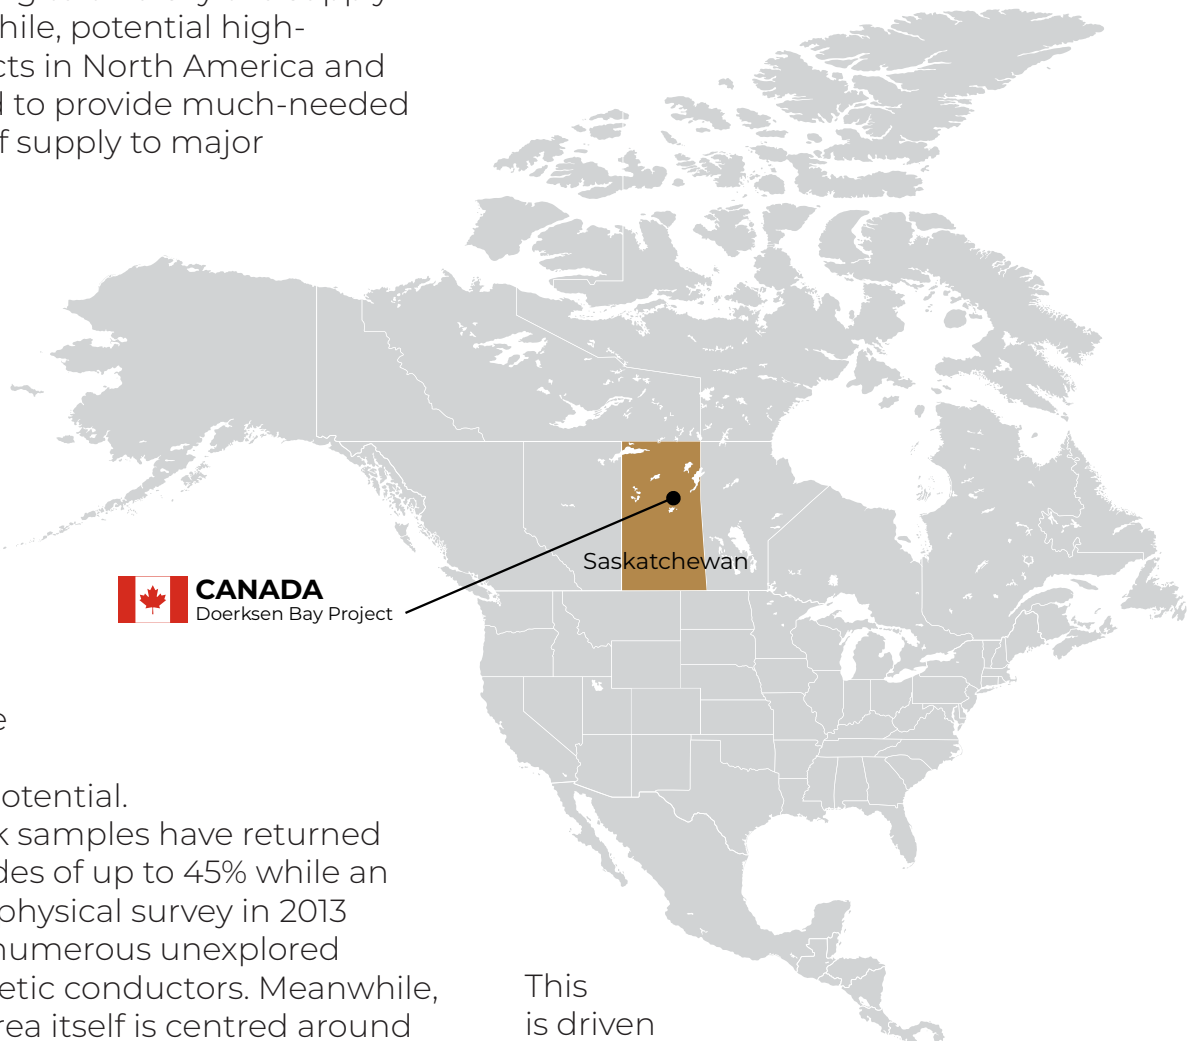 hile, potential high-
cts in North America and
d to provide much-needed
f supply to major
Saskatchewan
CANADA
Doerksen Bay Project
e
otential.
k samples have returned
des of up to 45% while an
physical survey in 2013
numerous unexplored
etic conductors. Meanwhile,
rea itself is centred around
This
is driven